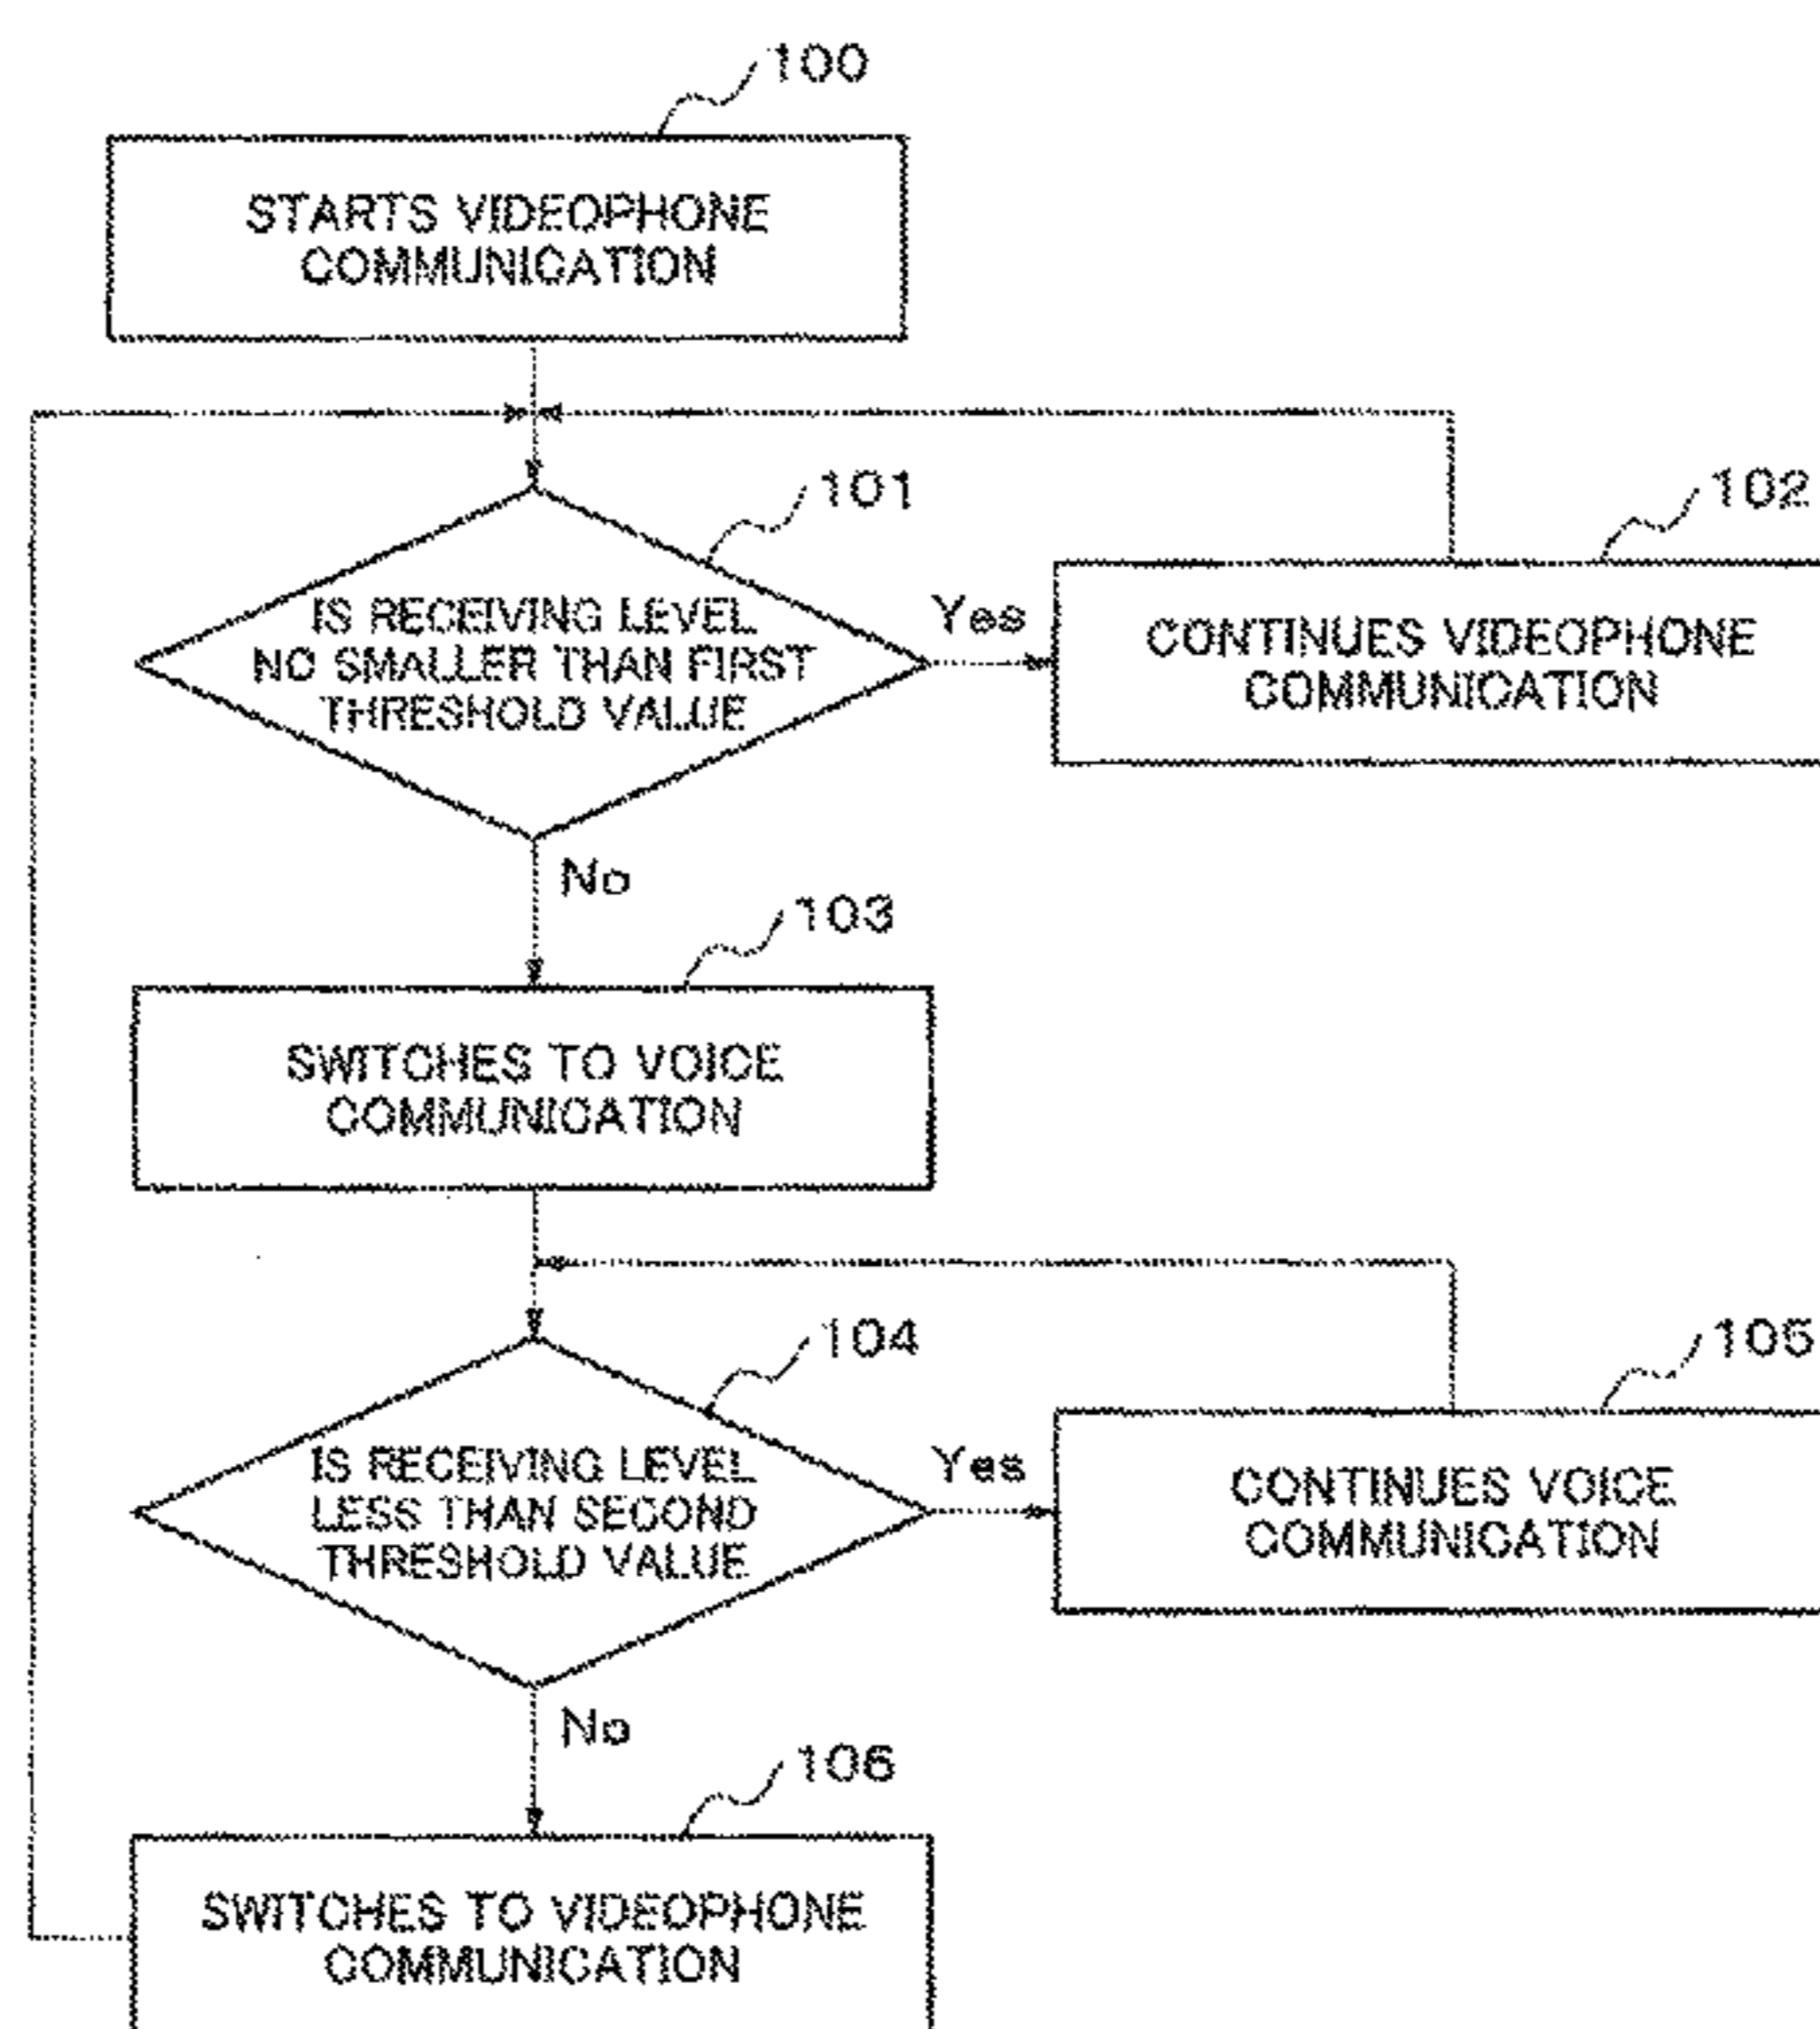 100
STARTS VIDEOPHONE
COMMUNICATION
101
IS RECEIVING LEVEL
NO SMALLER THAN FIRST
THRESHOLD VALUE
Yes
102
CONTINUES VIDEOPHONE
COMMUNICATION
No
103
SWITCHES TO VOICE
COMMUNICATION
104
IS RECEIVING LEVEL
LESS THAN SECOND
THRESHOLD VALUE
Yes
105
CONTINUES VOICE
COMMUNICATION
No
106
SWITCHES TO VIDEOPHONE
COMMUNICATION